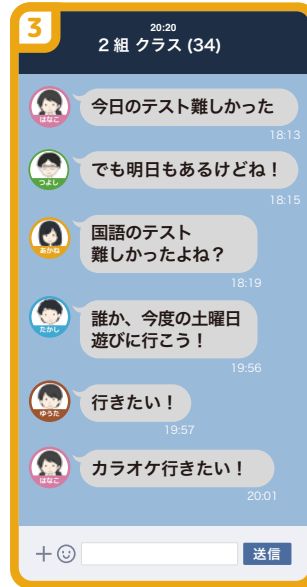 3
20:20
2組 クラス (34)
今日のテスト難しかった
はなこ
18:13
でも明日もあるけどね！
つよし
18:15
国語のテスト
難しかったよね？
あかね
18:19
誰か、今度の土曜日
遊びに行こう！
たかし
19:56
行きたい！
ゆうた
19:57
カラオケ行きたい！
はなこ
20:01
送信